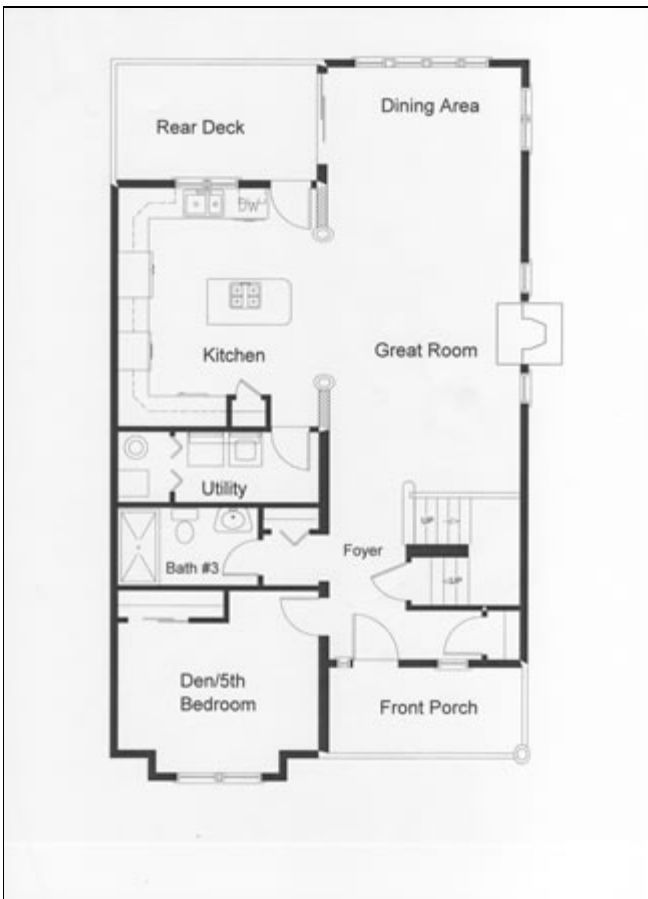 Dining Area
Rear Deck
DW
Kitchen
Great Room
Utility
UP
Foyer
Bath #3
UP
Den/5th
Bedroom
Front Porch